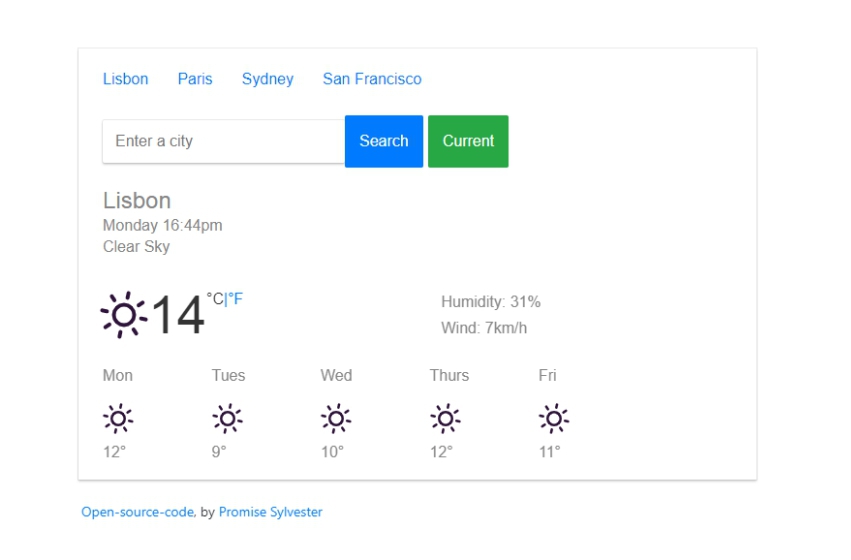 Lisbon Paris Sydney San Francisco
Enter a city Search Current
Lisbon
Monday 16:44pm
Clear Sky
14 °C|°F
Humidity: 31%
Wind: 7km/h
Mon Tues Wed Thurs Fri
12° 9° 10° 12° 11°
Open-source-code, by Promise Sylvester